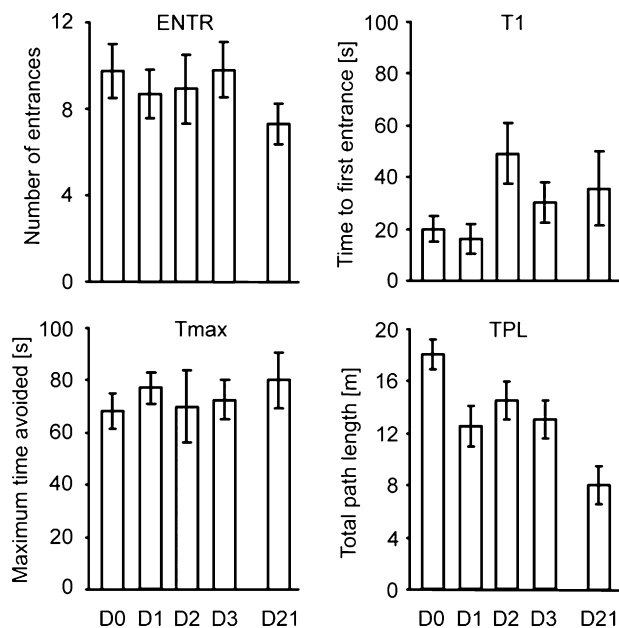 ENTR
Number of entrances
12
8
4
0
T1
Time to first entrance [s]
100
80
60
40
20
0
Tmax
Maximum time avoided [s]
100
80
60
40
20
0
D0 D1 D2 D3 D21
TPL
Total path length [m]
20
16
12
8
4
0
D0 D1 D2 D3 D21